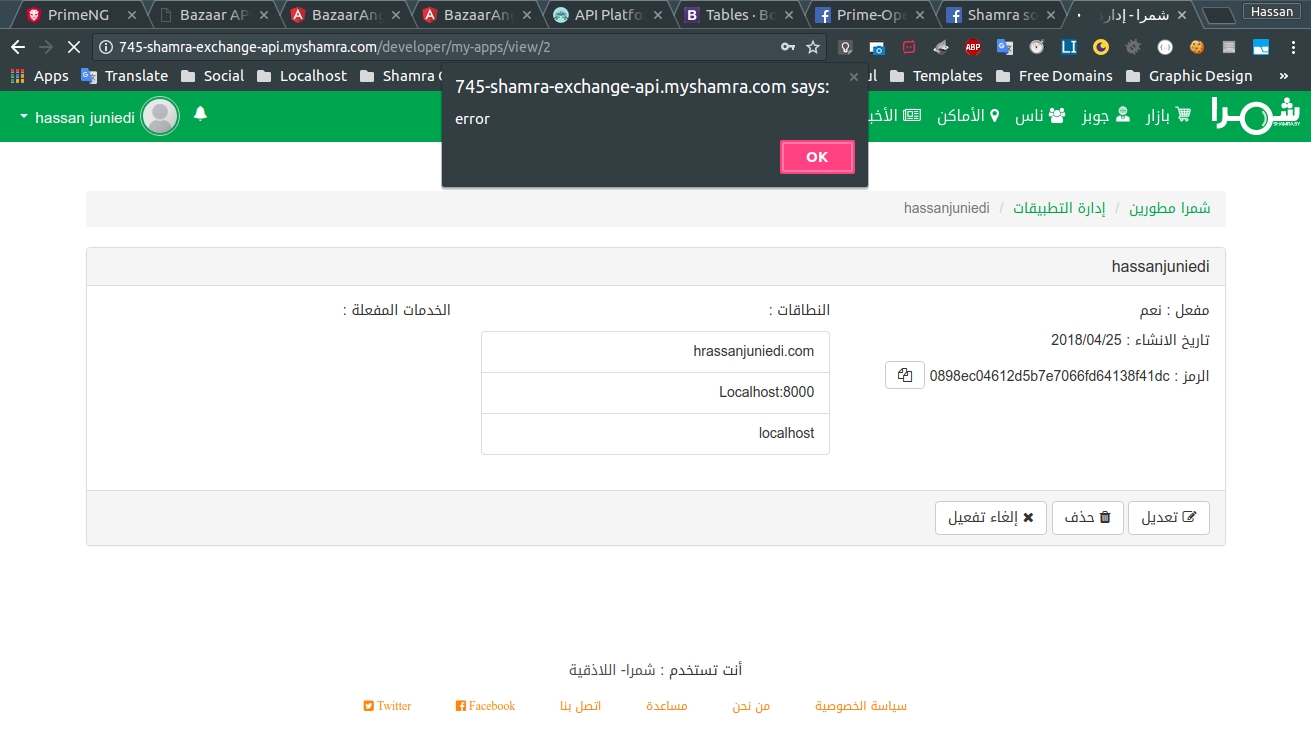 PrimeNG
Bazaar AP
BazaarAng
BazaarAng
API Platfo
Tables · Bo
Prime-Ope
Shamra so
شمرا - إدار
Hassan
745-shamra-exchange-api.myshamra.com/developer/my-apps/view/2
Apps
Translate
Social
Localhost
Shamra
Templates
Free Domains
Graphic Design
»
745-shamra-exchange-api.myshamra.com says:
error
OK
شمرا
SHAMRA.SY
بازار
جوبز
ناس
الأماكن
الأخب
hassan juniedi
شمرا مطورين / إدارة التطبيقات / hassanjuniedi
hassanjuniedi
مفعل : نعم
تاريخ الانشاء : 2018/04/25
الرمز : 0898ec04612d5b7e7066fd64138f41dc
النطاقات :
hrassanjuniedi.com
Localhost:8000
localhost
الخدمات المفعلة :
تعديل
حذف
إلغاء تفعيل
أنت تستخدم : شمرا- اللاذقية
سياسة الخصوصية
من نحن
مساعدة
اتصل بنا
Facebook
Twitter